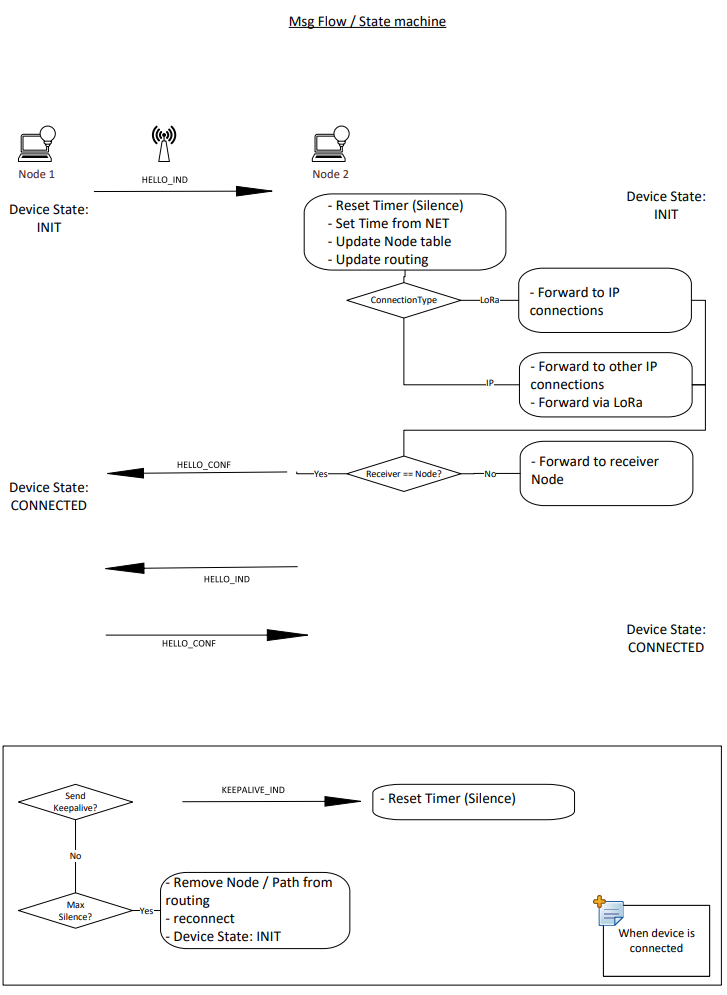 Msg Flow / State machine
Node 1
HELLO_IND
Node 2
Device State:
INIT
- Reset Timer (Silence)
- Set Time from NET
- Update Node table
- Update routing
Device State:
INIT
ConnectionType
LoRa
- Forward to IP
connections
IP
- Forward to other IP
connections
- Forward via LoRa
HELLO_CONF
Yes
Receiver == Node?
No
- Forward to receiver
Node
Device State:
CONNECTED
HELLO_IND
HELLO_CONF
Device State:
CONNECTED
Send
Keepalive?
KEEPALIVE_IND
- Reset Timer (Silence)
No
Max
Silence?
Yes
- Remove Node / Path from
routing
- reconnect
- Device State: INIT
When device is
connected